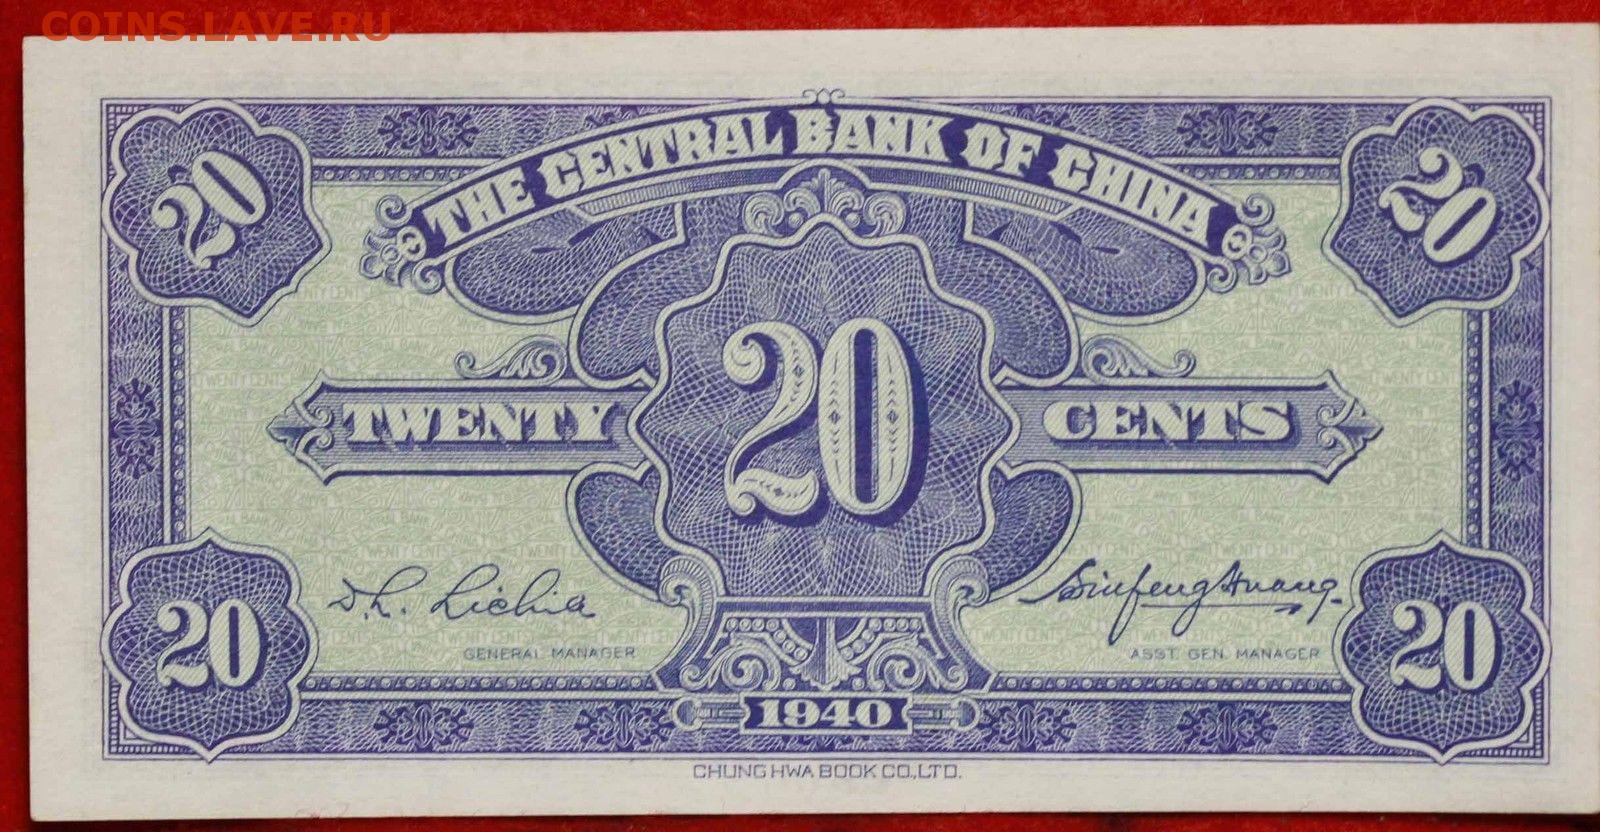 COINS.LAVE.RU
THE CENTRAL BANK OF CHINA
20 20
20
TWENTY CENTS
GENERAL MANAGER ASST. GEN. MANAGER
20 20
1940
CHUNG HWA BOOK CO., LTD.